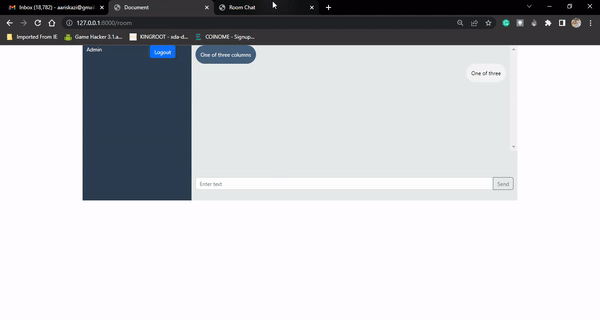 Inbox (18,782) - aariskazi@gmai
Document
Room Chat
127.0.0.1:8000/room
Imported From IE
Game Hacker 3.1.a...
KINGROOT - xda-d...
COINOME - Signup...
Admin
Logout
One of three columns
One of three
Enter text
Send